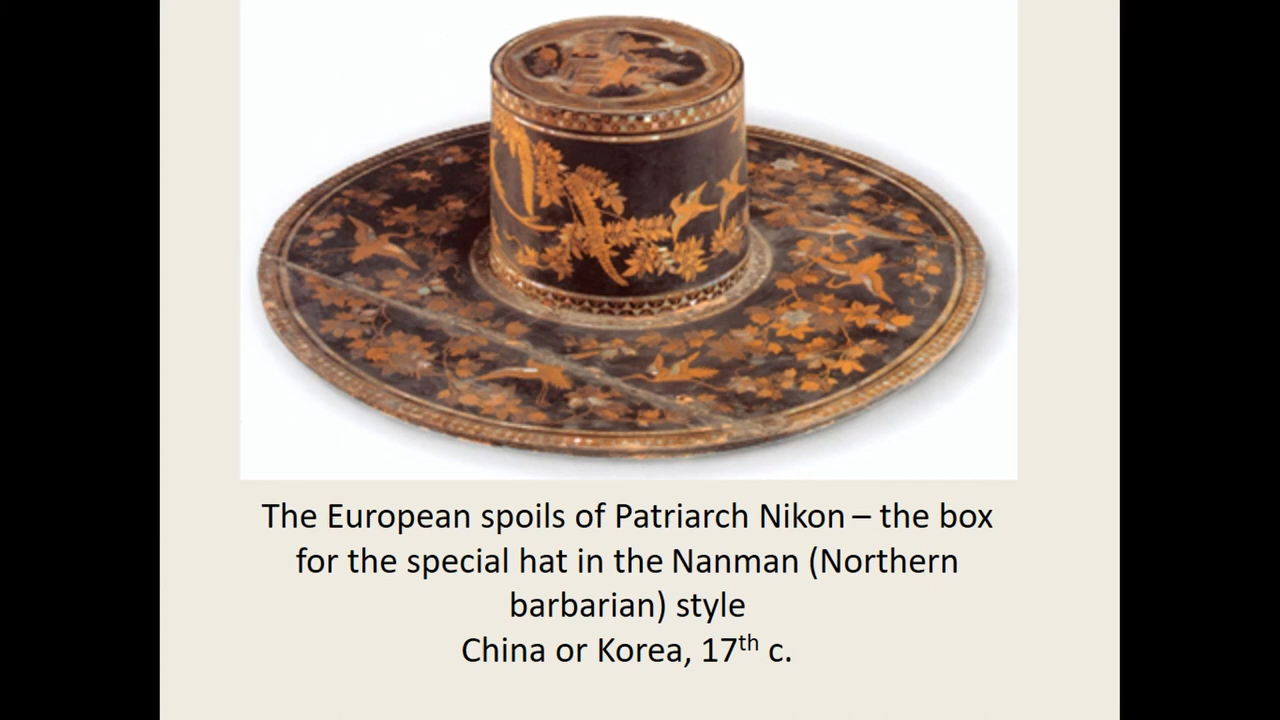 The European spoils of Patriarch Nikon – the box
for the special hat in the Nanman (Northern
barbarian) style
China or Korea, 17th c.